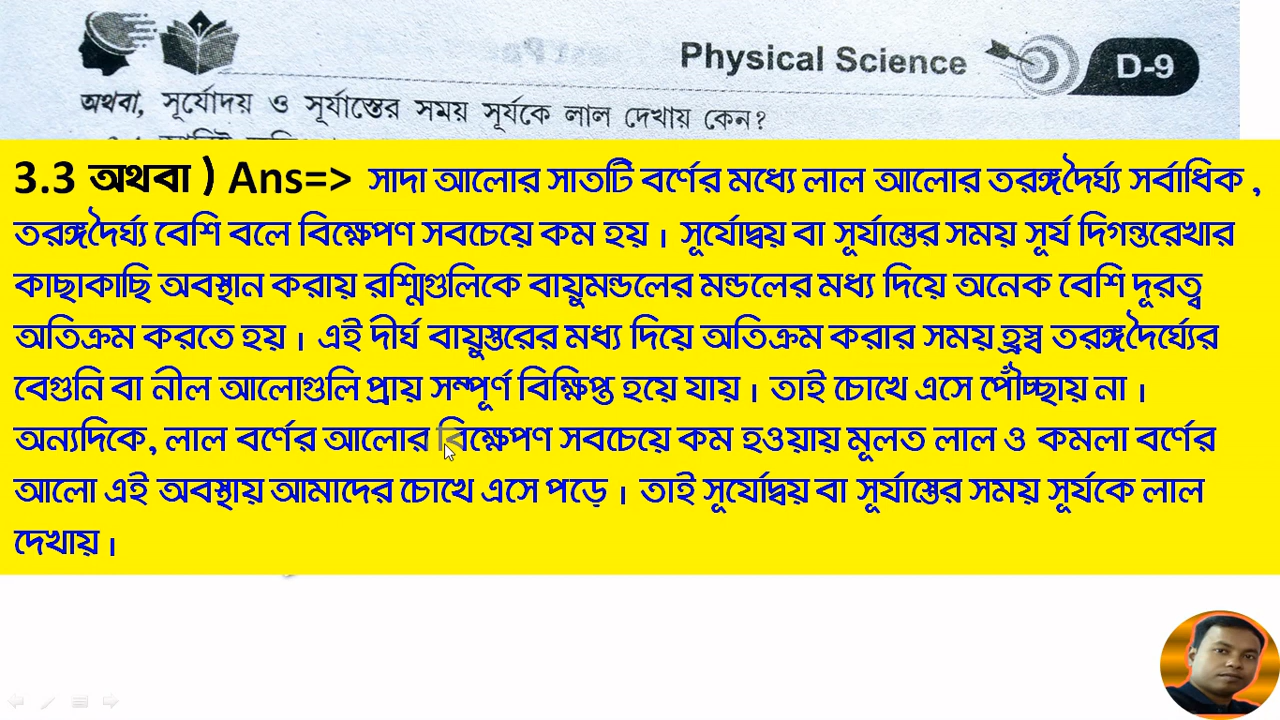 Physical Science D-9
অথবা, সূর্যোদয় ও সূর্যাস্তের সময় সূর্যকে লাল দেখায় কেন?
3.3 অথবা ) Ans=> সাদা আলোর সাতটি বর্ণের মধ্যে লাল আলোর তরঙ্গদৈর্ঘ্য সর্বাধিক ,
তরঙ্গদৈর্ঘ্য বেশি বলে বিক্ষেপণ সবচেয়ে কম হয় । সূর্যোদ্বয় বা সূর্যাস্তের সময় সূর্য দিগন্তরেখার
কাছাকাছি অবস্থান করায় রশ্মিগুলিকে বায়ুমন্ডলের মন্ডলের মধ্য দিয়ে অনেক বেশি দূরত্ব
অতিক্রম করতে হয় । এই দীর্ঘ বায়ুস্তরের মধ্য দিয়ে অতিক্রম করার সময় হ্রস্ব তরঙ্গদৈর্ঘ্যের
বেগুনি বা নীল আলোগুলি প্রায় সম্পূর্ণ বিক্ষিপ্ত হয়ে যায় । তাই চোখে এসে পৌঁচ্ছায় না ।
অন্যদিকে, লাল বর্ণের আলোর বিক্ষেপণ সবচেয়ে কম হওয়ায় মূলত লাল ও কমলা বর্ণের
আলো এই অবস্থায় আমাদের চোখে এসে পড়ে । তাই সূর্যোদ্বয় বা সূর্যাস্তের সময় সূর্যকে লাল
দেখায় ।